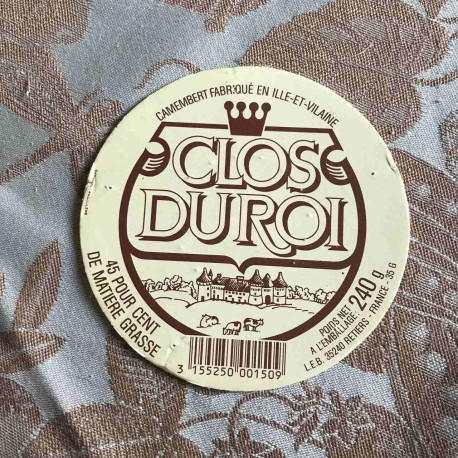 CAMEMBERT FABRIQUÉ EN ILLE-ET-VILAINE
CLOS
DU ROI
45 POUR CENT
DE MATIERE GRASSE
POIDS NET
A L'EMBALLAGE : 240 g
L.E.B. 35240 RETIERS - FRANCE - 35 G
3 155250 001509